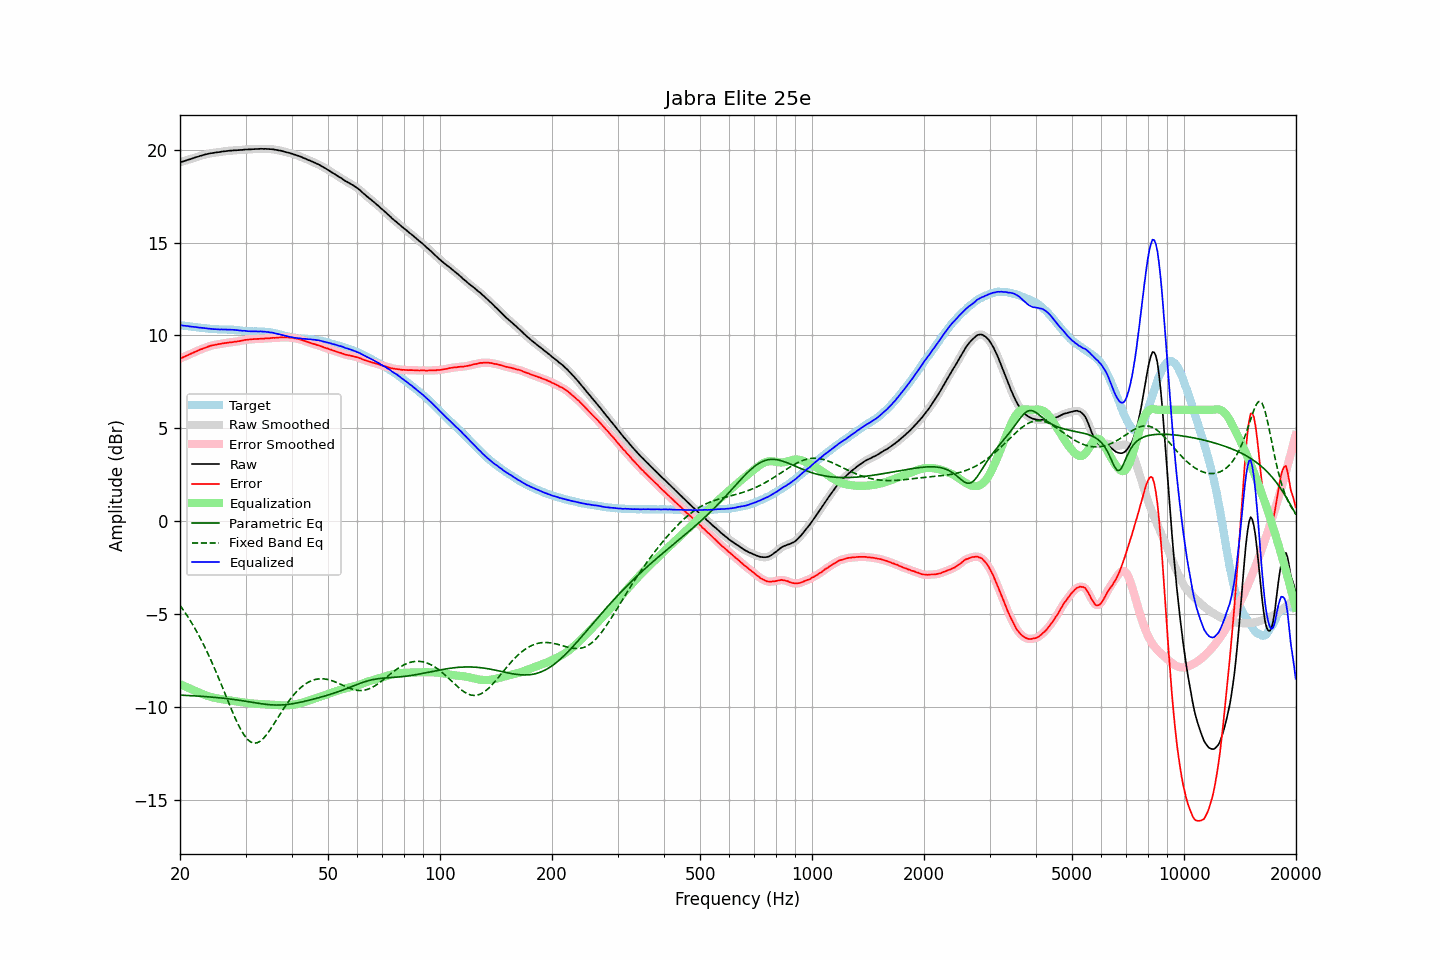 Jabra Elite 25e
Amplitude (dBr)
20
15
10
5
0
−5
−10
−15
Target
Raw Smoothed
Error Smoothed
Raw
Error
Equalization
Parametric Eq
Fixed Band Eq
Equalized
20 50 100 200 500 1000 2000 5000 10000 20000
Frequency (Hz)